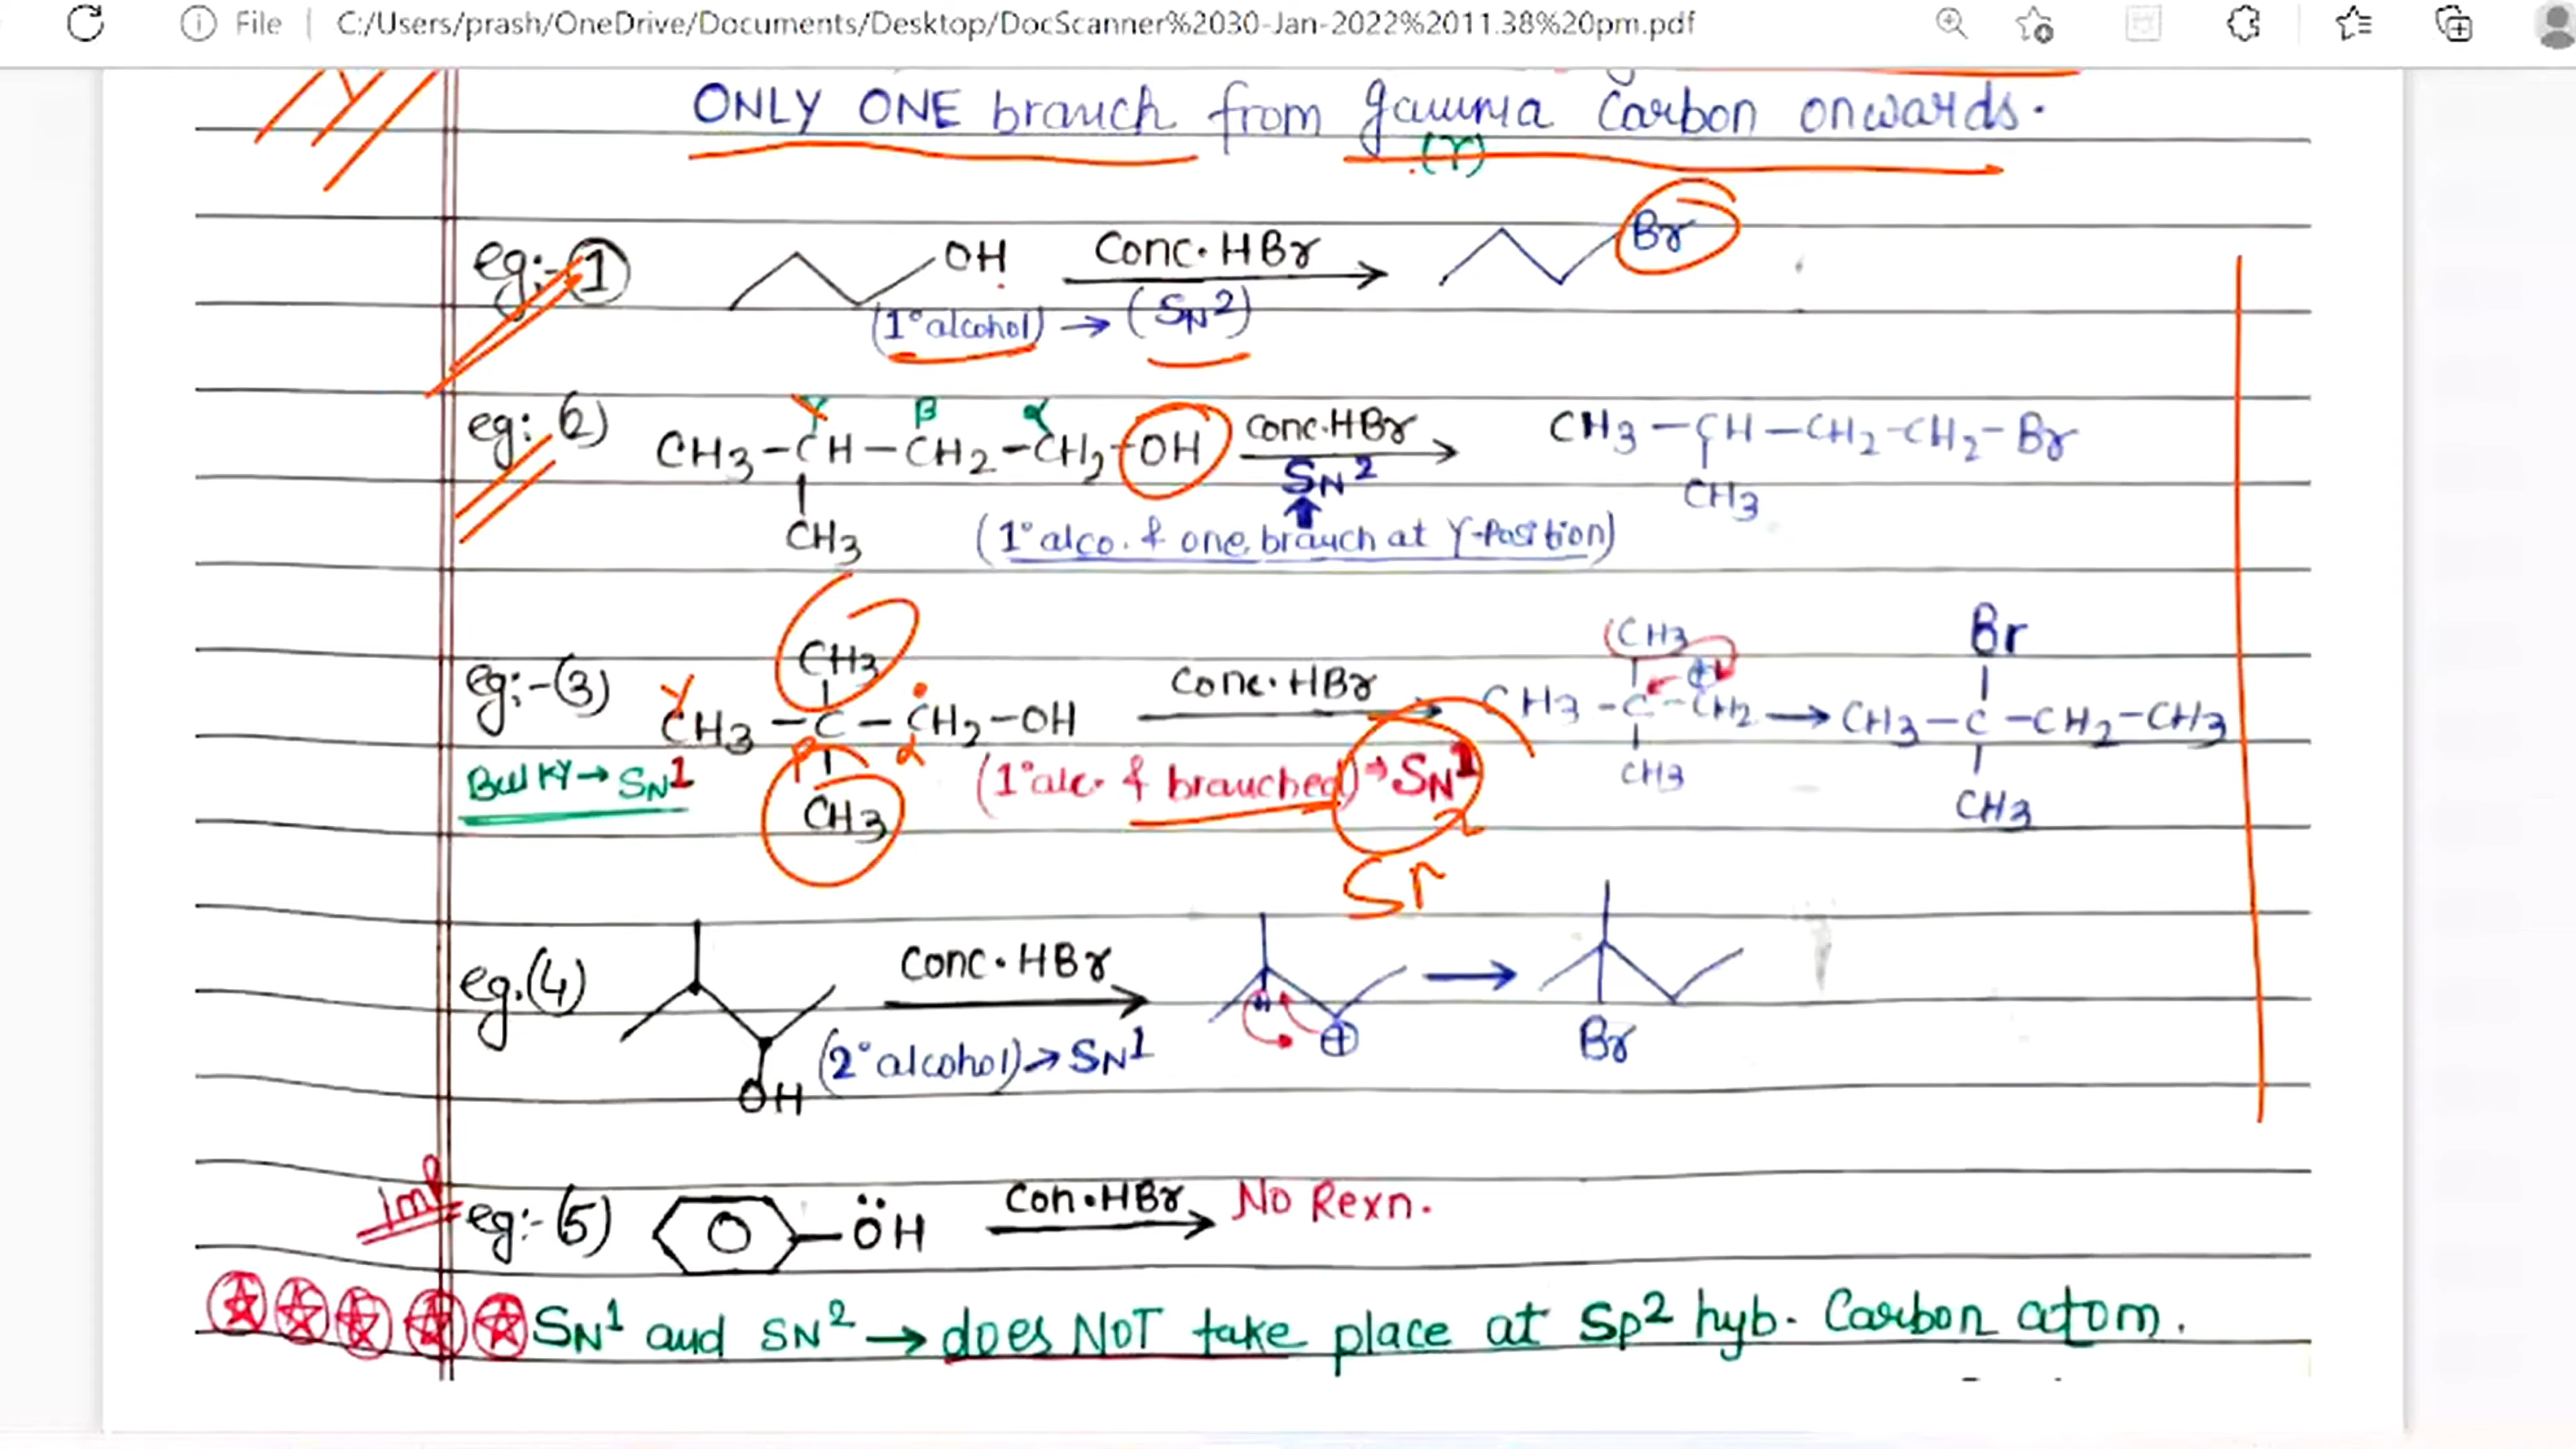 File | C:/Users/prash/OneDrive/Documents/Desktop/DocScanner%2030-Jan-2022%2011.38%20pm.pdf
ONLY ONE branch from gamma Carbon onwards.
(γ)
eg:-① OH Conc. HBr Br
(1° alcohol) → (SN2)
γ β α
eg: 2) CH3-CH-CH2-CH2-OH Conc.HBr CH3-CH-CH2-CH2-Br
SN2
CH3 CH3
(1° alco. & one branch at γ-Position)
CH3 CH3 Br
γ ⊕
eg:-(3) CH3-C-CH2-OH Conc.HBr CH3-C-CH2 → CH3-C-CH2-CH3
β α
Bulky → SN1 CH3 (1° alc. & branched) → SN1 CH3 CH3
Sr
eg.(4) Conc.HBr →
H ⊕ Br
(2° alcohol) → SN1
OH
Imp
eg:-(5) ÖH Con.HBr No Rexn.
SN1 and SN2 → does NOT take place at Sp2 hyb. Carbon atom.